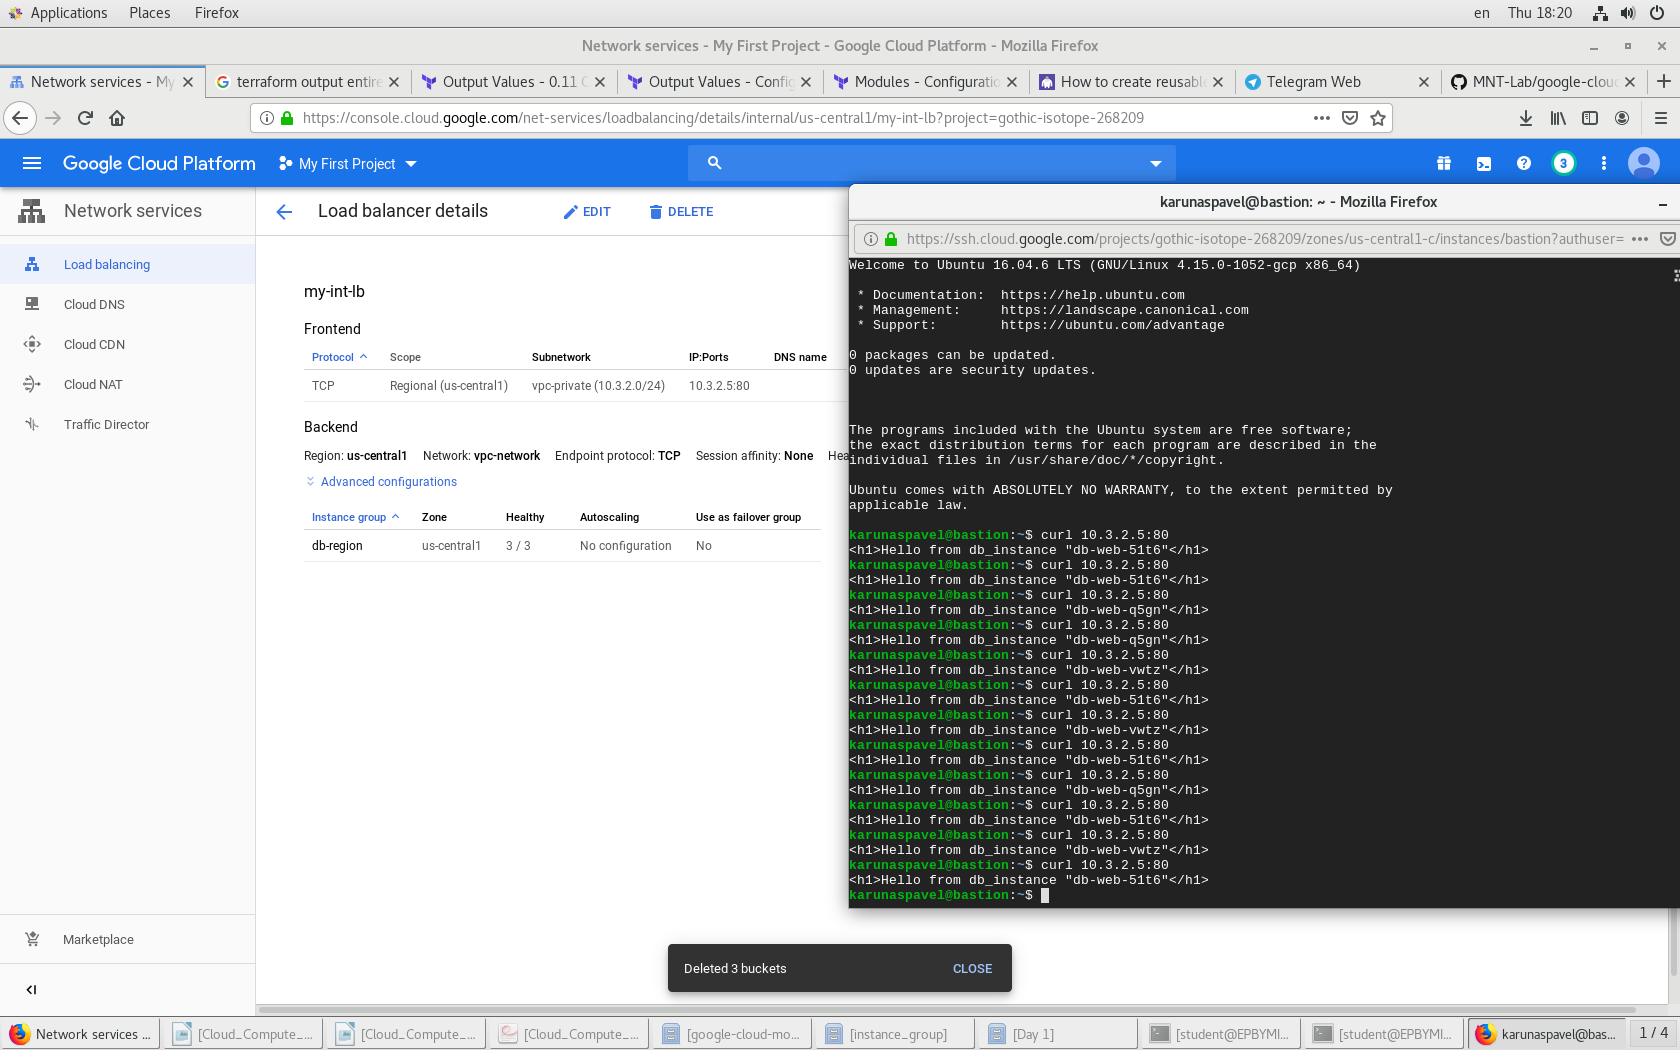 Applications Places Firefox en Thu 18:20
Network services - My First Project - Google Cloud Platform - Mozilla Firefox
Network services - My terraform output entire Output Values - 0.11 C Output Values - Config Modules - Configuratio How to create reusable Telegram Web MNT-Lab/google-cloud
https://console.cloud.google.com/net-services/loadbalancing/details/internal/us-central1/my-int-lb?project=gothic-isotope-268209
Google Cloud Platform My First Project 3
Network services
Load balancing
Cloud DNS
Cloud CDN
Cloud NAT
Traffic Director
Marketplace
Load balancer details EDIT DELETE
my-int-lb
Frontend
Protocol Scope Subnetwork IP:Ports DNS name
TCP Regional (us-central1) vpc-private (10.3.2.0/24) 10.3.2.5:80
Backend
Region: us-central1 Network: vpc-network Endpoint protocol: TCP Session affinity: None Hea
Advanced configurations
Instance group Zone Healthy Autoscaling Use as failover group
db-region us-central1 3 / 3 No configuration No
karunaspavel@bastion: ~ - Mozilla Firefox
https://ssh.cloud.google.com/projects/gothic-isotope-268209/zones/us-central1-c/instances/bastion?authuser=
Welcome to Ubuntu 16.04.6 LTS (GNU/Linux 4.15.0-1052-gcp x86_64)
* Documentation: https://help.ubuntu.com
* Management: https://landscape.canonical.com
* Support: https://ubuntu.com/advantage
0 packages can be updated.
0 updates are security updates.
The programs included with the Ubuntu system are free software;
the exact distribution terms for each program are described in the
individual files in /usr/share/doc/*/copyright.
Ubuntu comes with ABSOLUTELY NO WARRANTY, to the extent permitted by
applicable law.
karunaspavel@bastion:~$ curl 10.3.2.5:80
<h1>Hello from db_instance "db-web-51t6"</h1>
karunaspavel@bastion:~$ curl 10.3.2.5:80
<h1>Hello from db_instance "db-web-51t6"</h1>
karunaspavel@bastion:~$ curl 10.3.2.5:80
<h1>Hello from db_instance "db-web-q5gn"</h1>
karunaspavel@bastion:~$ curl 10.3.2.5:80
<h1>Hello from db_instance "db-web-q5gn"</h1>
karunaspavel@bastion:~$ curl 10.3.2.5:80
<h1>Hello from db_instance "db-web-vwtz"</h1>
karunaspavel@bastion:~$ curl 10.3.2.5:80
<h1>Hello from db_instance "db-web-51t6"</h1>
karunaspavel@bastion:~$ curl 10.3.2.5:80
<h1>Hello from db_instance "db-web-vwtz"</h1>
karunaspavel@bastion:~$ curl 10.3.2.5:80
<h1>Hello from db_instance "db-web-51t6"</h1>
karunaspavel@bastion:~$ curl 10.3.2.5:80
<h1>Hello from db_instance "db-web-q5gn"</h1>
karunaspavel@bastion:~$ curl 10.3.2.5:80
<h1>Hello from db_instance "db-web-51t6"</h1>
karunaspavel@bastion:~$ curl 10.3.2.5:80
<h1>Hello from db_instance "db-web-vwtz"</h1>
karunaspavel@bastion:~$ curl 10.3.2.5:80
<h1>Hello from db_instance "db-web-51t6"</h1>
karunaspavel@bastion:~$
Deleted 3 buckets CLOSE
Network services ... [Cloud_Compute_... [Cloud_Compute_... [Cloud_Compute_... [google-cloud-mo... [instance_group] [Day 1] [student@EPBYMI... [student@EPBYMI... karunaspavel@bas... 1 / 4